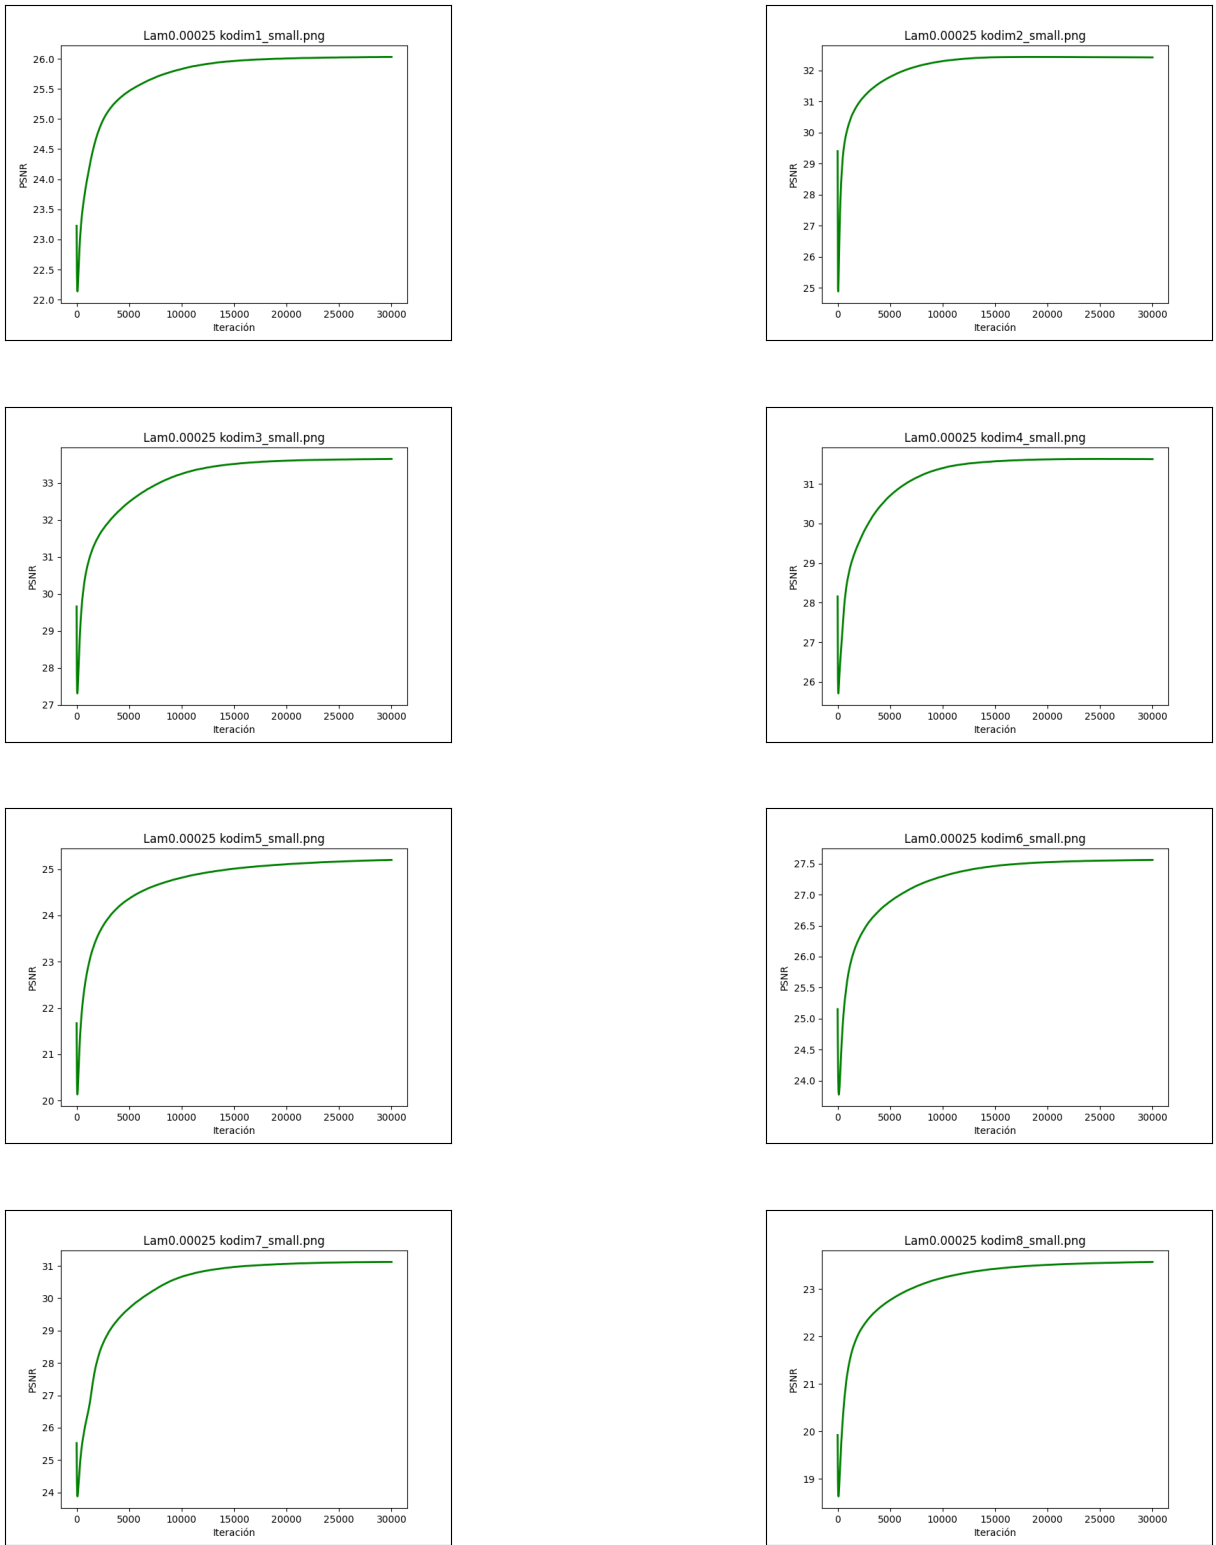 Lam0.00025 kodim1_small.png
26.0
25.5
25.0
24.5
24.0
23.5
23.0
22.5
22.0
PSNR
0 5000 10000 15000 20000 25000 30000
Iteración
Lam0.00025 kodim2_small.png
32
31
30
29
28
27
26
25
PSNR
0 5000 10000 15000 20000 25000 30000
Iteración
Lam0.00025 kodim3_small.png
33
32
31
30
29
28
27
PSNR
0 5000 10000 15000 20000 25000 30000
Iteración
Lam0.00025 kodim4_small.png
31
30
29
28
27
26
PSNR
0 5000 10000 15000 20000 25000 30000
Iteración
Lam0.00025 kodim5_small.png
25
24
23
22
21
20
PSNR
0 5000 10000 15000 20000 25000 30000
Iteración
Lam0.00025 kodim6_small.png
27.5
27.0
26.5
26.0
25.5
25.0
24.5
24.0
PSNR
0 5000 10000 15000 20000 25000 30000
Iteración
Lam0.00025 kodim7_small.png
31
30
29
28
27
26
25
24
PSNR
0 5000 10000 15000 20000 25000 30000
Iteración
Lam0.00025 kodim8_small.png
23
22
21
20
19
PSNR
0 5000 10000 15000 20000 25000 30000
Iteración